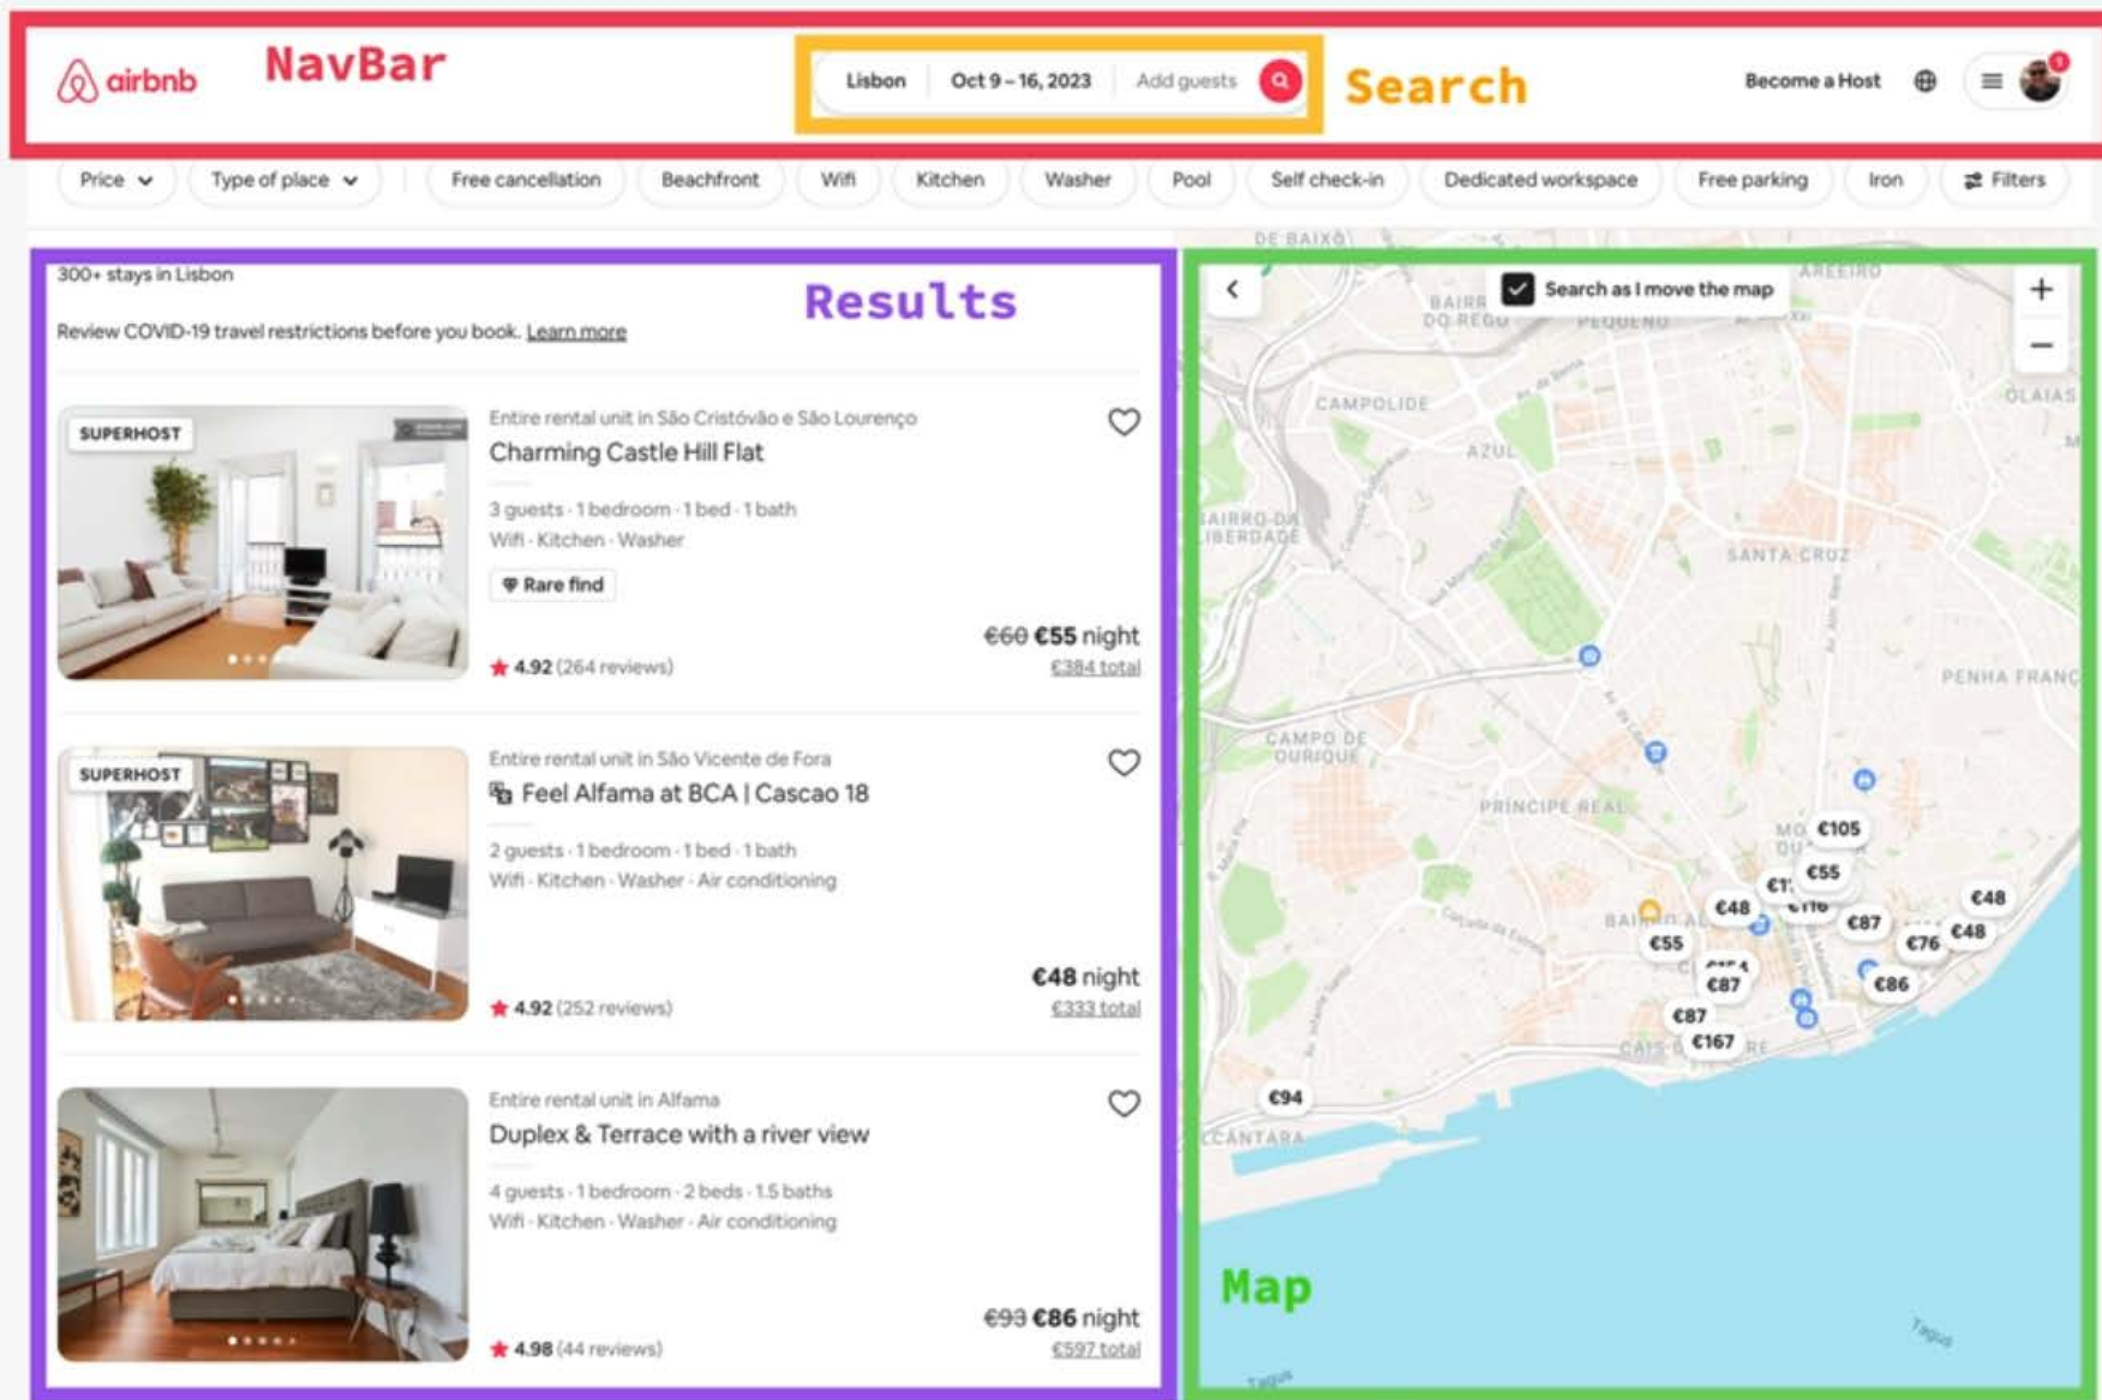 airbnb
NavBar
Lisbon
Oct 9 – 16, 2023
Add guests
Search
Become a Host
1
Price
Type of place
Free cancellation
Beachfront
Wifi
Kitchen
Washer
Pool
Self check-in
Dedicated workspace
Free parking
Iron
Filters
300+ stays in Lisbon
Results
Review COVID-19 travel restrictions before you book. Learn more
SUPERHOST
Entire rental unit in São Cristóvão e São Lourenço
Charming Castle Hill Flat
3 guests · 1 bedroom · 1 bed · 1 bath
Wifi · Kitchen · Washer
Rare find
€60 €55 night
4.92 (264 reviews)
€384 total
SUPERHOST
Entire rental unit in São Vicente de Fora
Feel Alfama at BCA | Cascao 18
2 guests · 1 bedroom · 1 bed · 1 bath
Wifi · Kitchen · Washer · Air conditioning
€48 night
4.92 (252 reviews)
€333 total
Entire rental unit in Alfama
Duplex & Terrace with a river view
4 guests · 1 bedroom · 2 beds · 1.5 baths
Wifi · Kitchen · Washer · Air conditioning
€93 €86 night
4.98 (44 reviews)
€597 total
DE BAIXO
Search as I move the map
AREEIRO
+
−
OLAIAS
CAMPOLIDE
AZUL
SANTA CRUZ
PENHA FRANÇ
CAMPO DE
OURIQUE
PRÍNCIPE REAL
€105
€55
€48
€116
€87
€48
€76
€48
€55
€87
€86
€87
€167
€94
Map
Tagus
Tagus